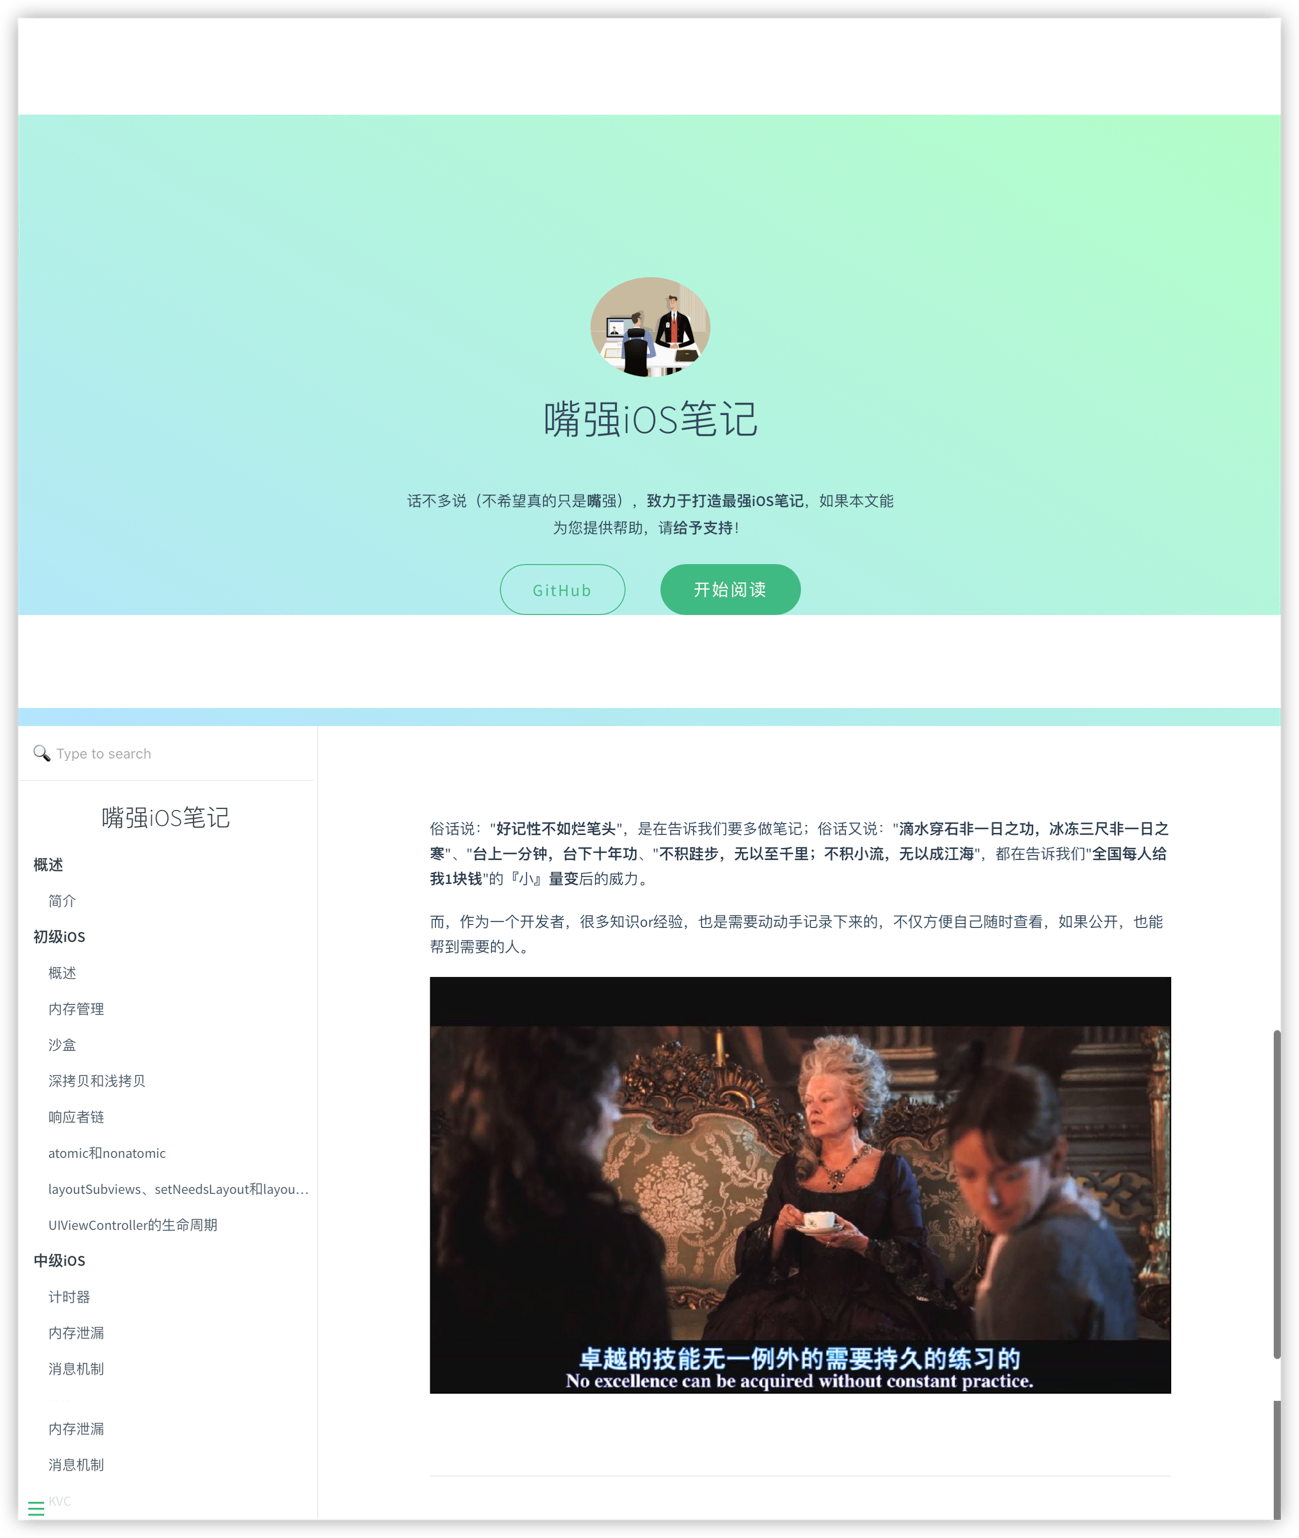 嘴强iOS笔记
话不多说（不希望真的只是嘴强），致力于打造最强iOS笔记，如果本文能
为您提供帮助，请给予支持！
GitHub
开始阅读
Type to search
嘴强iOS笔记
概述
简介
初级iOS
概述
内存管理
沙盒
深拷贝和浅拷贝
响应者链
atomic和nonatomic
layoutSubviews、setNeedsLayout和layou...
UIViewController的生命周期
中级iOS
计时器
内存泄漏
消息机制
内存泄漏
消息机制
KVC
俗话说："好记性不如烂笔头"，是在告诉我们要多做笔记；俗话又说："滴水穿石非一日之功，冰冻三尺非一日之
寒"、"台上一分钟，台下十年功、"不积跬步，无以至千里；不积小流，无以成江海"，都在告诉我们"全国每人给
我1块钱"的『小』量变后的威力。
而，作为一个开发者，很多知识or经验，也是需要动动手记录下来的，不仅方便自己随时查看，如果公开，也能
帮到需要的人。
卓越的技能无一例外的需要持久的练习的
No excellence can be acquired without constant practice.